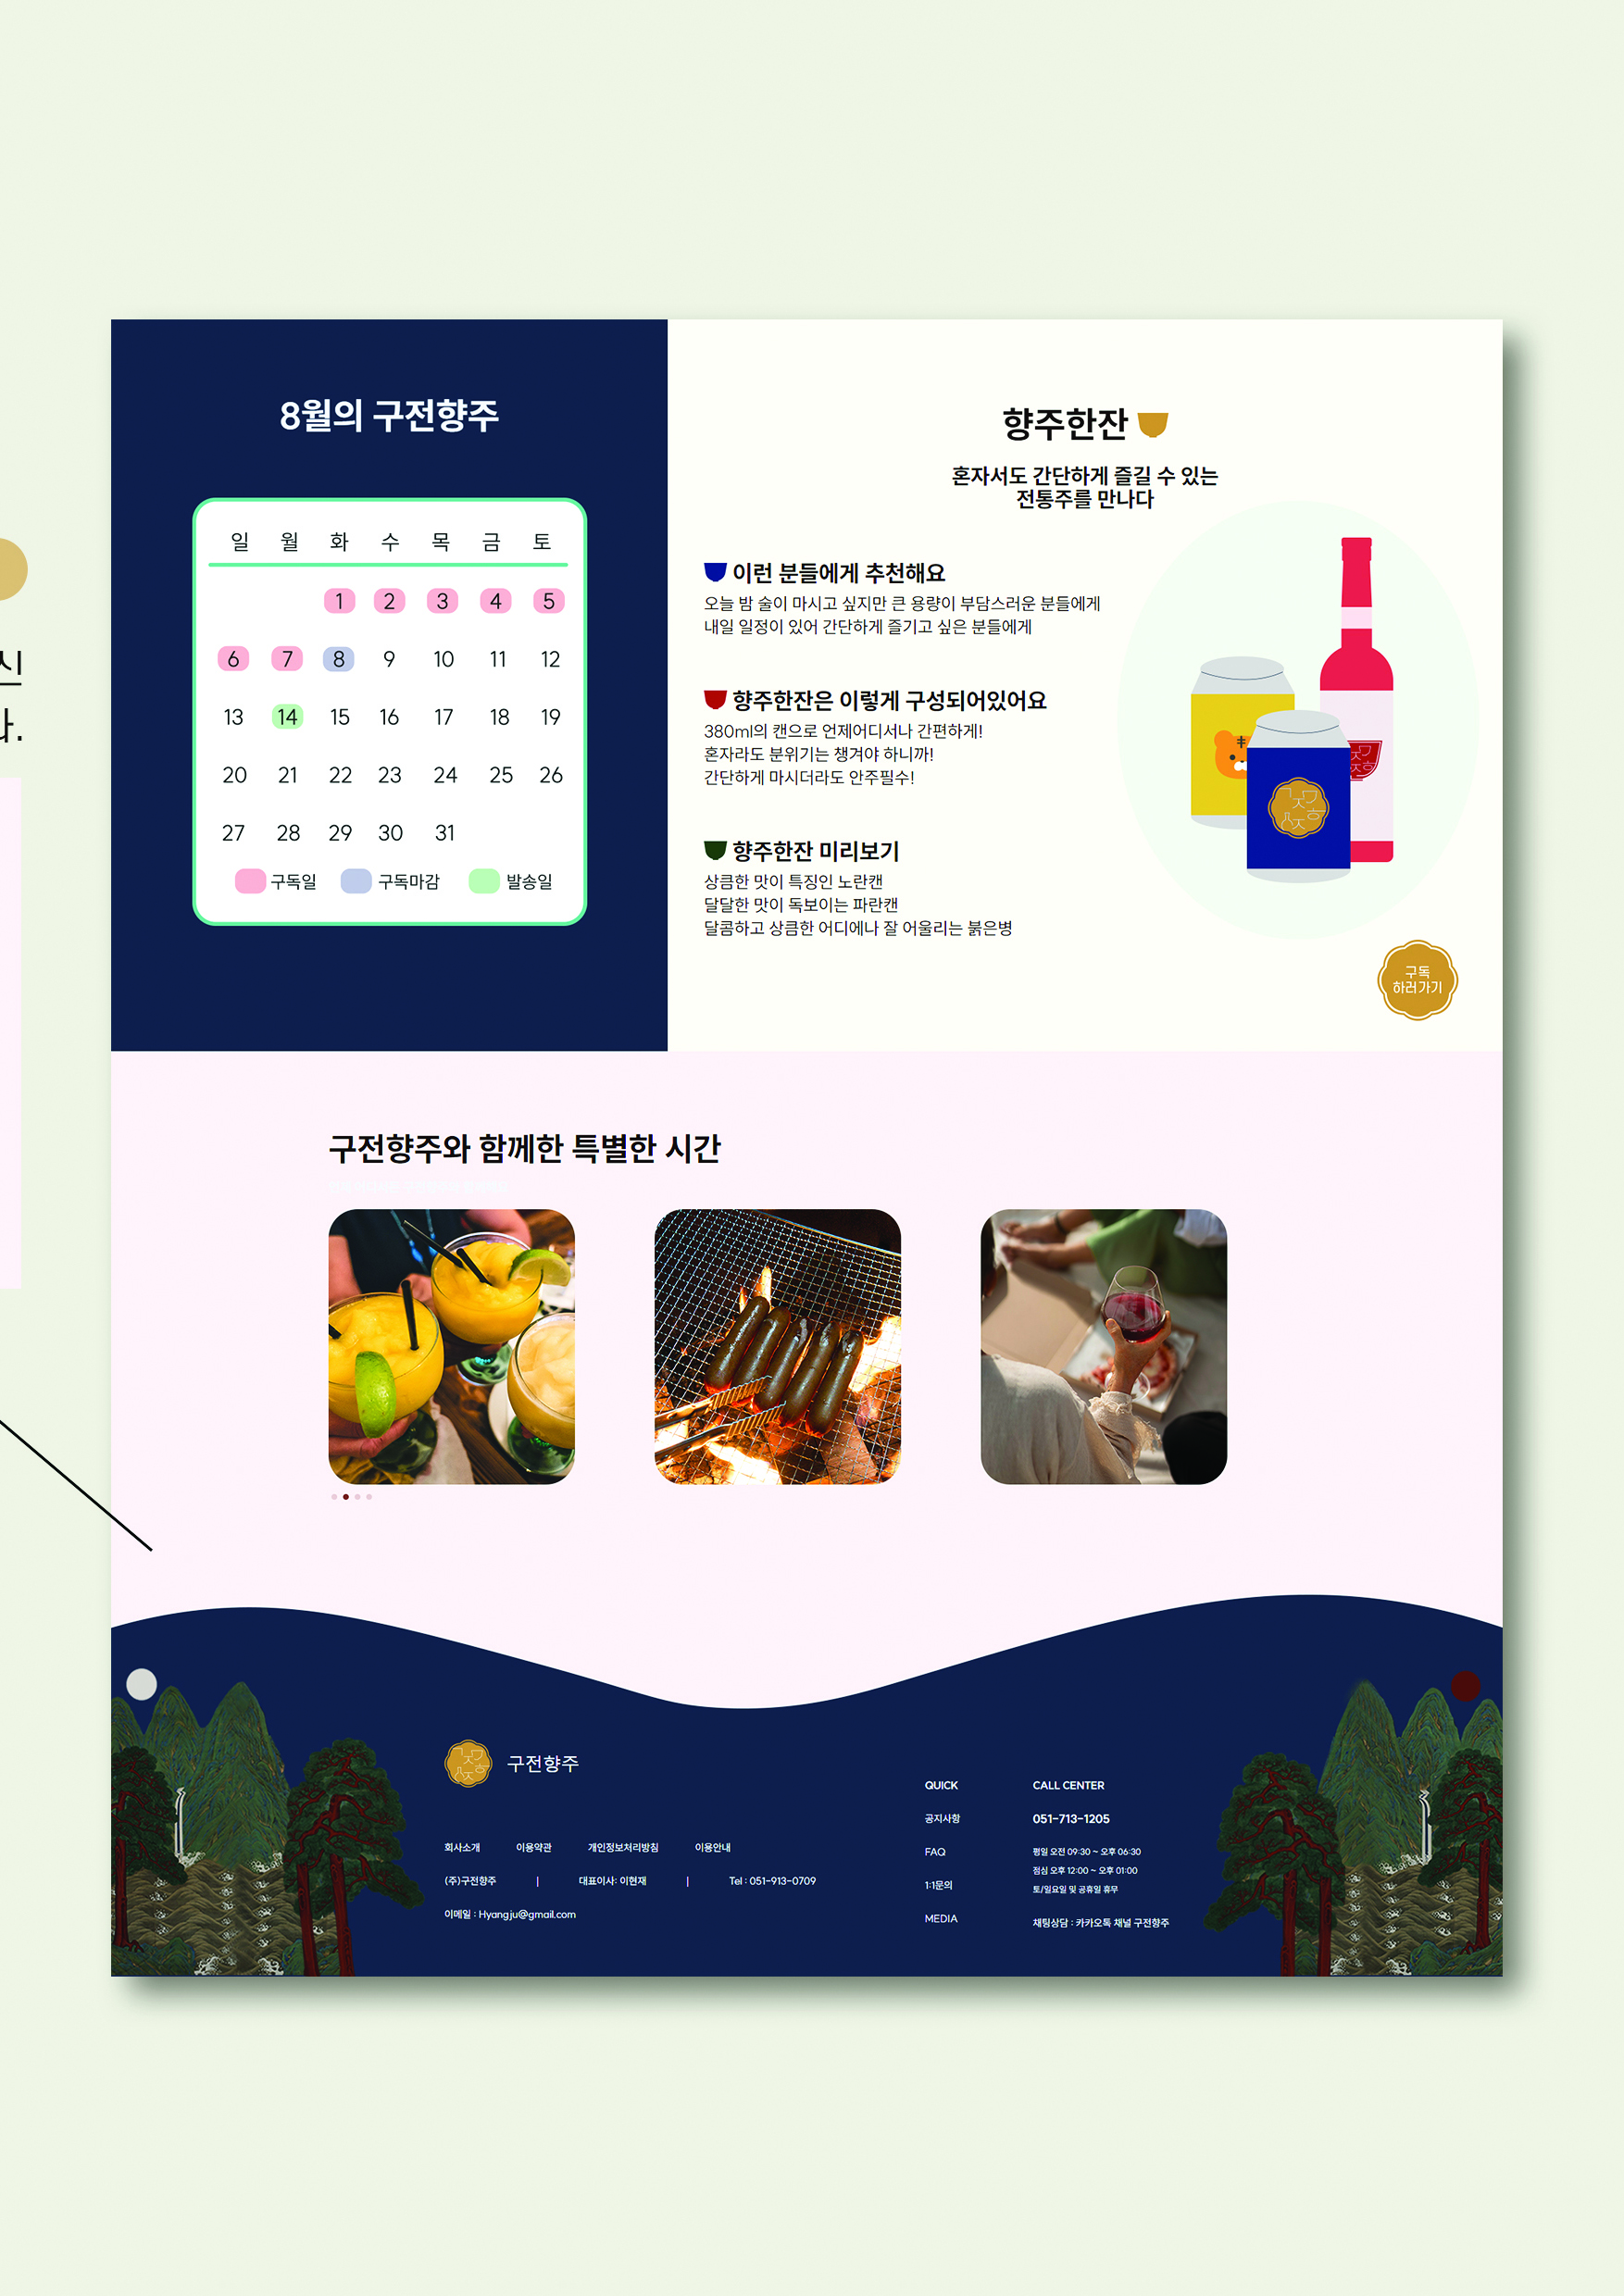 신
다.
8월의 구전향주
일 월 화 수 목 금 토
1 2 3 4 5
6 7 8 9 10 11 12
13 14 15 16 17 18 19
20 21 22 23 24 25 26
27 28 29 30 31
구독일 구독마감 발송일
향주한잔
혼자서도 간단하게 즐길 수 있는
전통주를 만나다
이런 분들에게 추천해요
오늘 밤 술이 마시고 싶지만 큰 용량이 부담스러운 분들에게
내일 일정이 있어 간단하게 즐기고 싶은 분들에게
향주한잔은 이렇게 구성되어있어요
380ml의 캔으로 언제어디서나 간편하게!
혼자라도 분위기는 챙겨야 하니까!
간단하게 마시더라도 안주필수!
향주한잔 미리보기
상큼한 맛이 특징인 노란캔
달달한 맛이 독보이는 파란캔
달콤하고 상큼한 어디에나 잘 어울리는 붉은병
구독
하러가기
구전향주와 함께한 특별한 시간
구전향주
회사소개 이용약관 개인정보처리방침 이용안내
(주)구전향주 | 대표이사: 이현재 | Tel : 051-913-0709
이메일 : Hyangju@gmail.com
QUICK
공지사항
FAQ
1:1문의
MEDIA
CALL CENTER
051-713-1205
평일 오전 09:30 ~ 오후 06:30
점심 오후 12:00 ~ 오후 01:00
토/일요일 및 공휴일 휴무
채팅상담 : 카카오톡 채널 구전향주